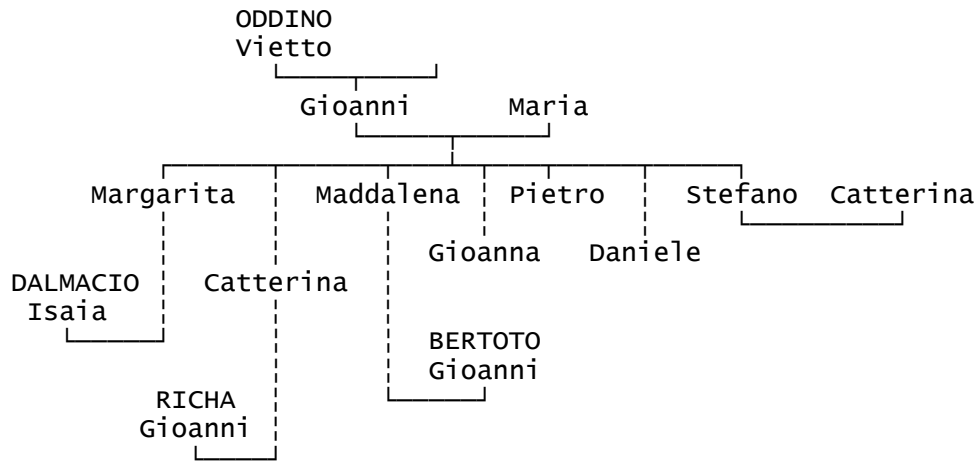 ODDINO
Vietto
Gioanni Maria
Margarita Maddalena Pietro Stefano Catterina
Gioanna Daniele
DALMACIO Catterina
Isaia
BERTOTO
Gioanni
RICHA
Gioanni